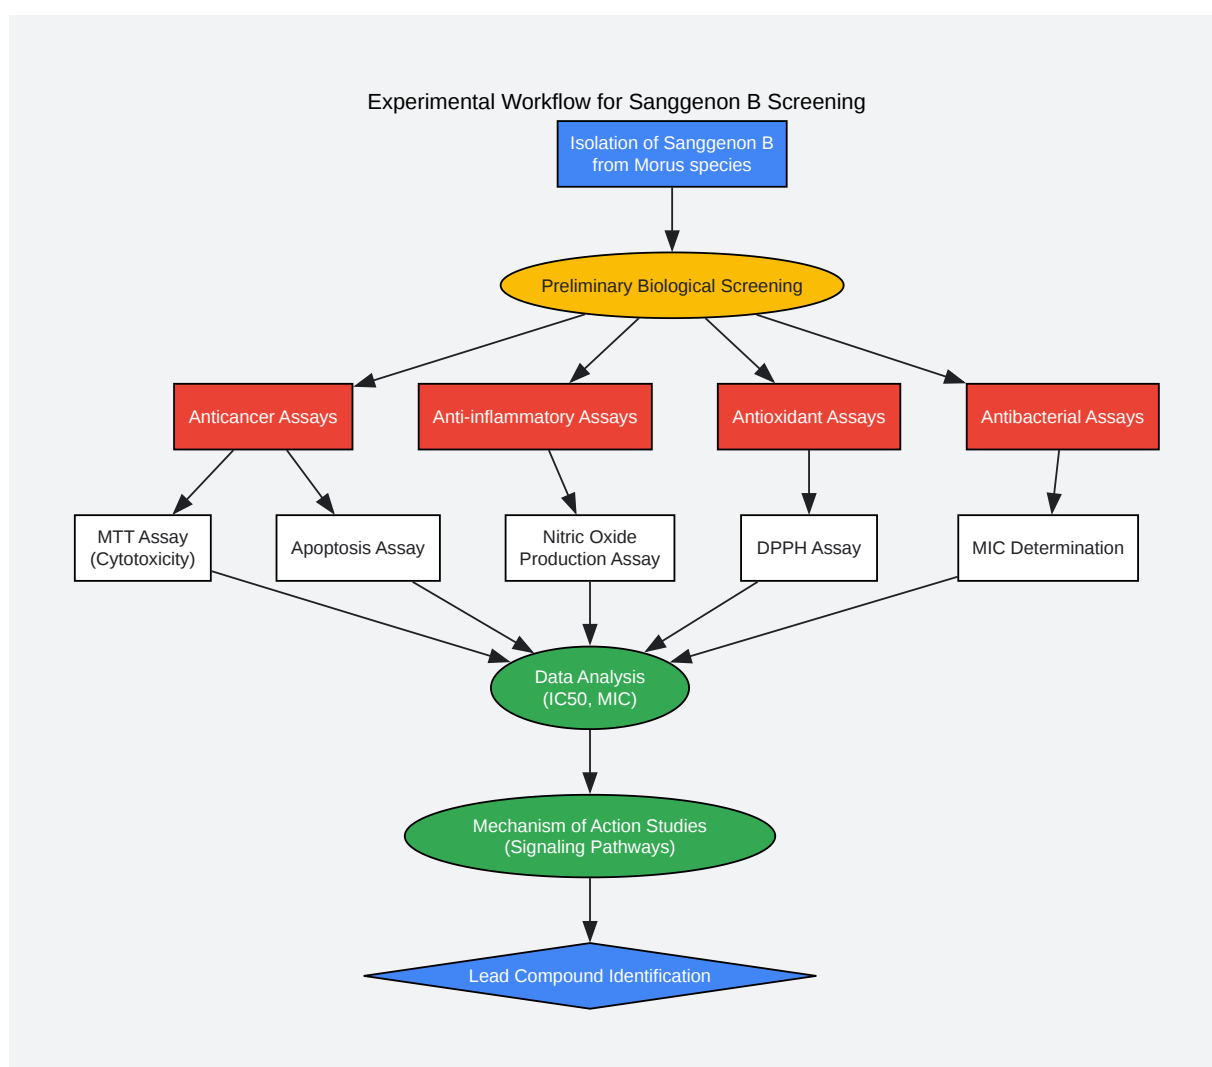 Experimental Workflow for Sanggenon B Screening
Isolation of Sanggenon B
from Morus species
Preliminary Biological Screening
Anticancer Assays
Anti-inflammatory Assays
Antioxidant Assays
Antibacterial Assays
MTT Assay
(Cytotoxicity)
Apoptosis Assay
Nitric Oxide
Production Assay
DPPH Assay
MIC Determination
Data Analysis
(IC50, MIC)
Mechanism of Action Studies
(Signaling Pathways)
Lead Compound Identification